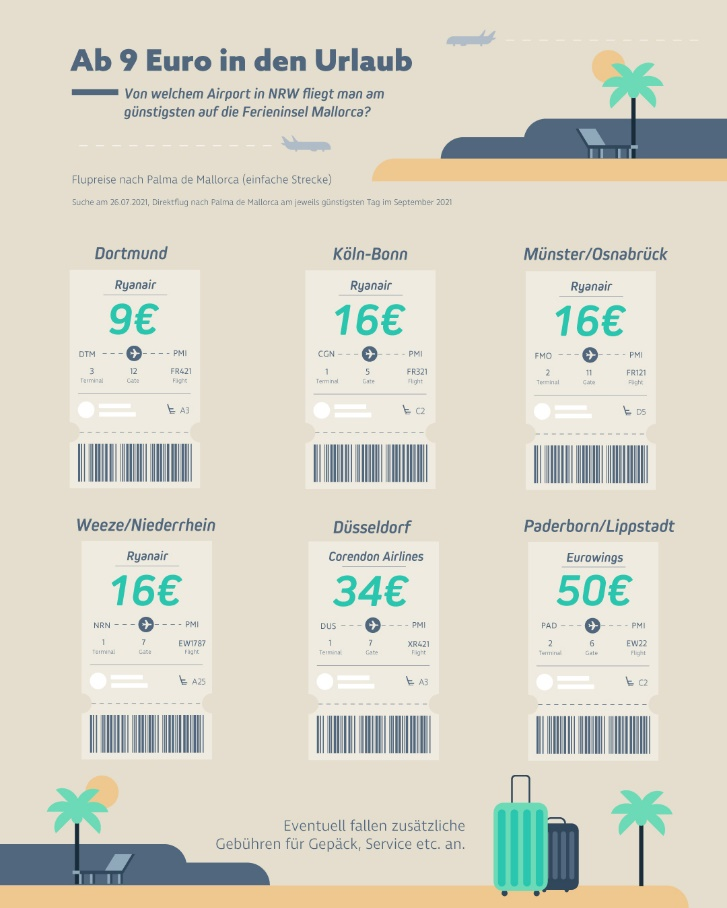 Ab 9 Euro in den Urlaub
Von welchem Airport in NRW fliegt man am
günstigsten auf die Ferieninsel Mallorca?
Flupreise nach Palma de Mallorca (einfache Strecke)
Suche am 26.07.2021, Direktflug nach Palma de Mallorca am jeweils günstigsten Tag im September 2021
Dortmund
Ryanair
9€
DTM PMI
3 12 FR421
Terminal Gate Flight
A3
Köln-Bonn
Ryanair
16€
CGN PMI
1 5 FR321
Terminal Gate Flight
C2
Münster/Osnabrück
Ryanair
16€
FMO PMI
2 11 FR121
Terminal Gate Flight
D5
Weeze/Niederrhein
Ryanair
16€
NRN PMI
1 7 EW1787
Terminal Gate Flight
A25
Düsseldorf
Corendon Airlines
34€
DUS PMI
1 7 XR421
Terminal Gate Flight
A3
Paderborn/Lippstadt
Eurowings
50€
PAD PMI
2 6 EW22
Terminal Gate Flight
C2
Eventuell fallen zusätzliche
Gebühren für Gepäck, Service etc. an.